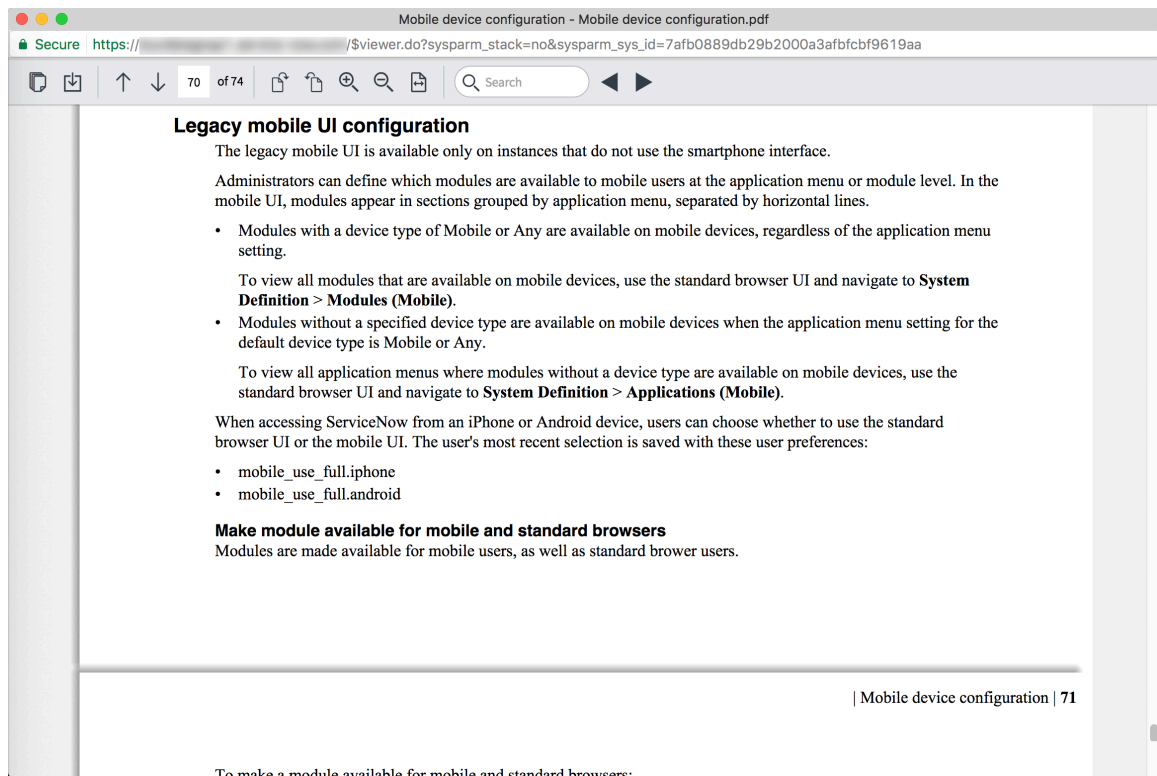 Mobile device configuration - Mobile device configuration.pdf
Secure https:// /$viewer.do?sysparm_stack=no&sysparm_sys_id=7afb0889db29b2000a3afbfcbf9619aa
70 of 74 Search
Legacy mobile UI configuration
The legacy mobile UI is available only on instances that do not use the smartphone interface.
Administrators can define which modules are available to mobile users at the application menu or module level. In the
mobile UI, modules appear in sections grouped by application menu, separated by horizontal lines.
• Modules with a device type of Mobile or Any are available on mobile devices, regardless of the application menu
setting.
To view all modules that are available on mobile devices, use the standard browser UI and navigate to System
Definition > Modules (Mobile).
• Modules without a specified device type are available on mobile devices when the application menu setting for the
default device type is Mobile or Any.
To view all application menus where modules without a device type are available on mobile devices, use the
standard browser UI and navigate to System Definition > Applications (Mobile).
When accessing ServiceNow from an iPhone or Android device, users can choose whether to use the standard
browser UI or the mobile UI. The user's most recent selection is saved with these user preferences:
• mobile_use_full.iphone
• mobile_use_full.android
Make module available for mobile and standard browsers
Modules are made available for mobile users, as well as standard brower users.
| Mobile device configuration | 71
To make a module available for mobile and standard browsers: